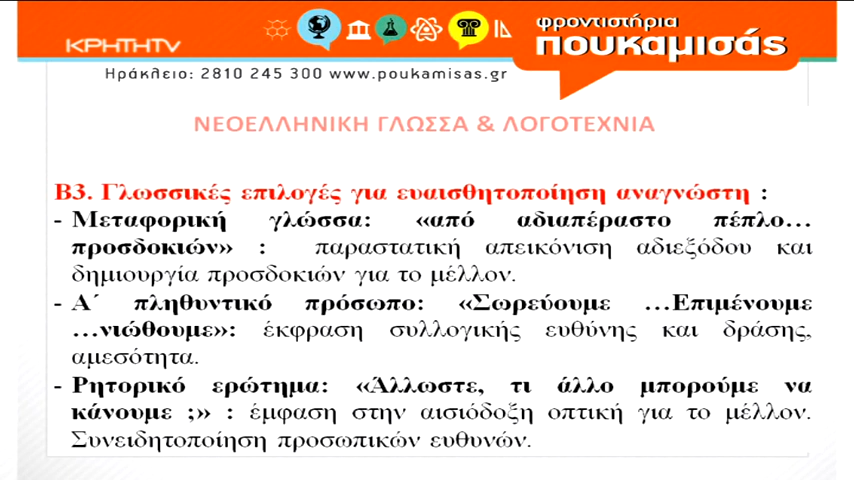 ΚΡΗΤΗTV
φροντιστήρια
πουκαμισάς
Ηράκλειο: 2810 245 300 www.poukamisas.gr
ΝΕΟΕΛΛΗΝΙΚΗ ΓΛΩΣΣΑ & ΛΟΓΟΤΕΧΝΙΑ
Β3. Γλωσσικές επιλογές για ευαισθητοποίηση αναγνώστη :
- Μεταφορική γλώσσα: «από αδιαπέραστο πέπλο…
προσδοκιών» : παραστατική απεικόνιση αδιεξόδου και
δημιουργία προσδοκιών για το μέλλον.
- Α΄ πληθυντικό πρόσωπο: «Σωρεύουμε …Επιμένουμε
…νιώθουμε»: έκφραση συλλογικής ευθύνης και δράσης,
αμεσότητα.
- Ρητορικό ερώτημα: «Άλλωστε, τι άλλο μπορούμε να
κάνουμε ;» : έμφαση στην αισιόδοξη οπτική για το μέλλον.
Συνειδητοποίηση προσωπικών ευθυνών.